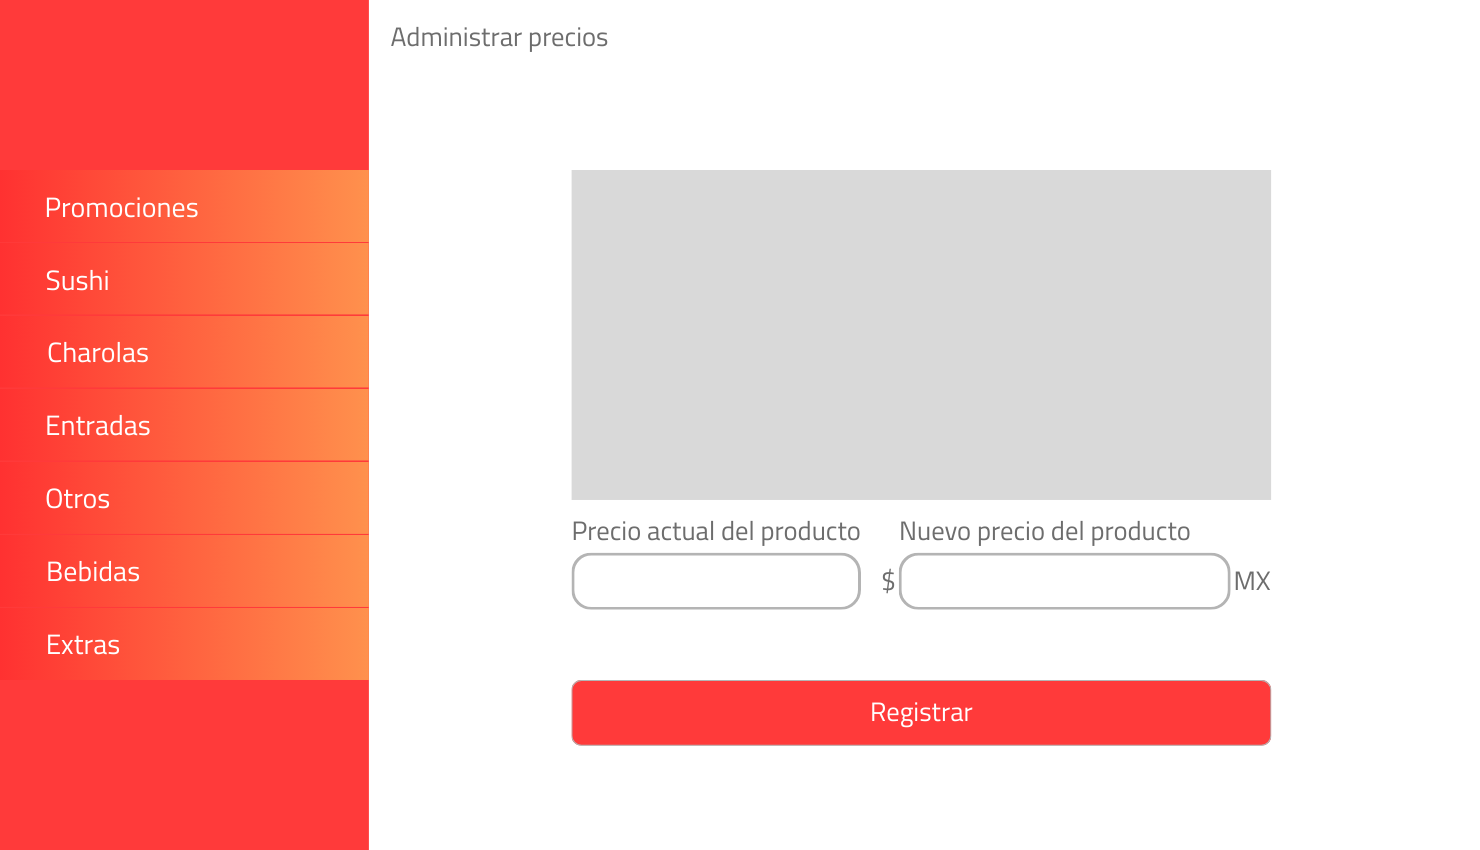 Administrar precios
Promociones
Sushi
Charolas
Entradas
Otros
Bebidas
Extras
Precio actual del producto
Nuevo precio del producto
$ MX
Registrar